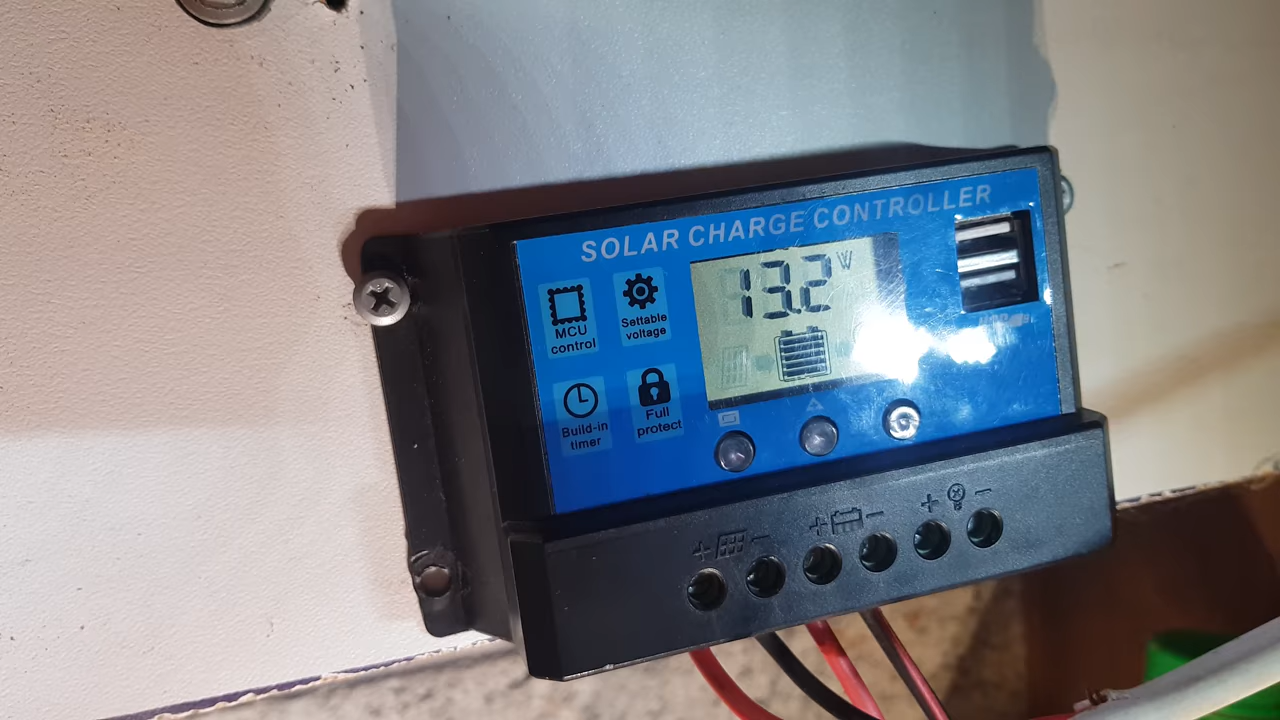 SOLAR CHARGE CONTROLLER
MCU
control
Settable
voltage
13.2
Build-in
timer
Full
protect
+ -
+ -
+ -